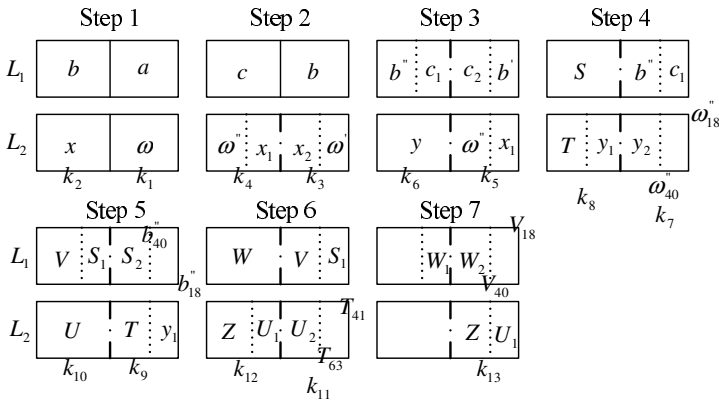 Step 1 Step 2 Step 3 Step 4
L₁ b a c b b" c₁ c₂ b' S b" c₁
L₂ x ω ω" x₁ x₂ ω' y ω" x₁ T y₁ y₂ ω"₁₈
k₂ k₁ k₄ k₃ k₆ k₅ k₈ ω"₄₀ k₇
Step 5 Step 6 Step 7
L₁ V S₁ S₂ b"₄₀ b"₁₈ W V S₁ W₁ W₂ V₁₈ V₄₀
L₂ U T y₁ Z U₁ U₂ T₄₁ T₆₃ Z U₁
k₁₀ k₉ k₁₂ k₁₁ k₁₃